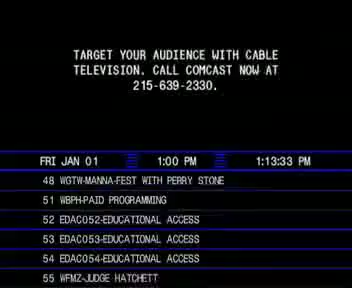 TARGET YOUR AUDIENCE WITH CABLE
TELEVISION. CALL COMCAST NOW AT
215-639-2330.
FRI JAN 01 1:00 PM 1:13:33 PM
48 WGTW-MANNA-FEST WITH PERRY STONE
51 WBPH-PAID PROGRAMMING
52 EDAC052-EDUCATIONAL ACCESS
53 EDAC053-EDUCATIONAL ACCESS
54 EDAC054-EDUCATIONAL ACCESS
55 WFMZ-JUDGE HATCHETT